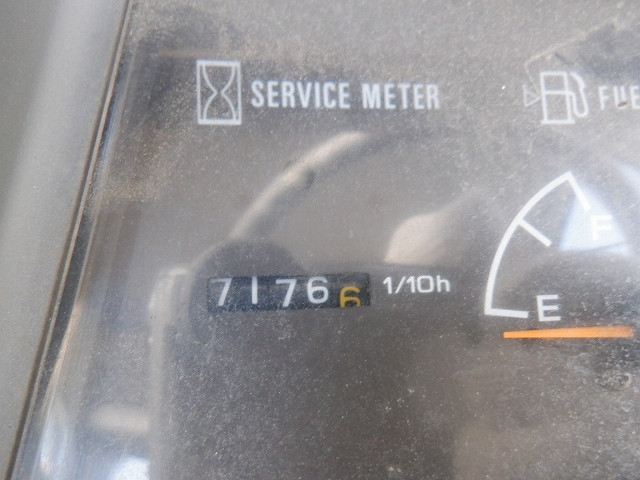 SERVICE METER
FUE
71766 1/10h
F
E